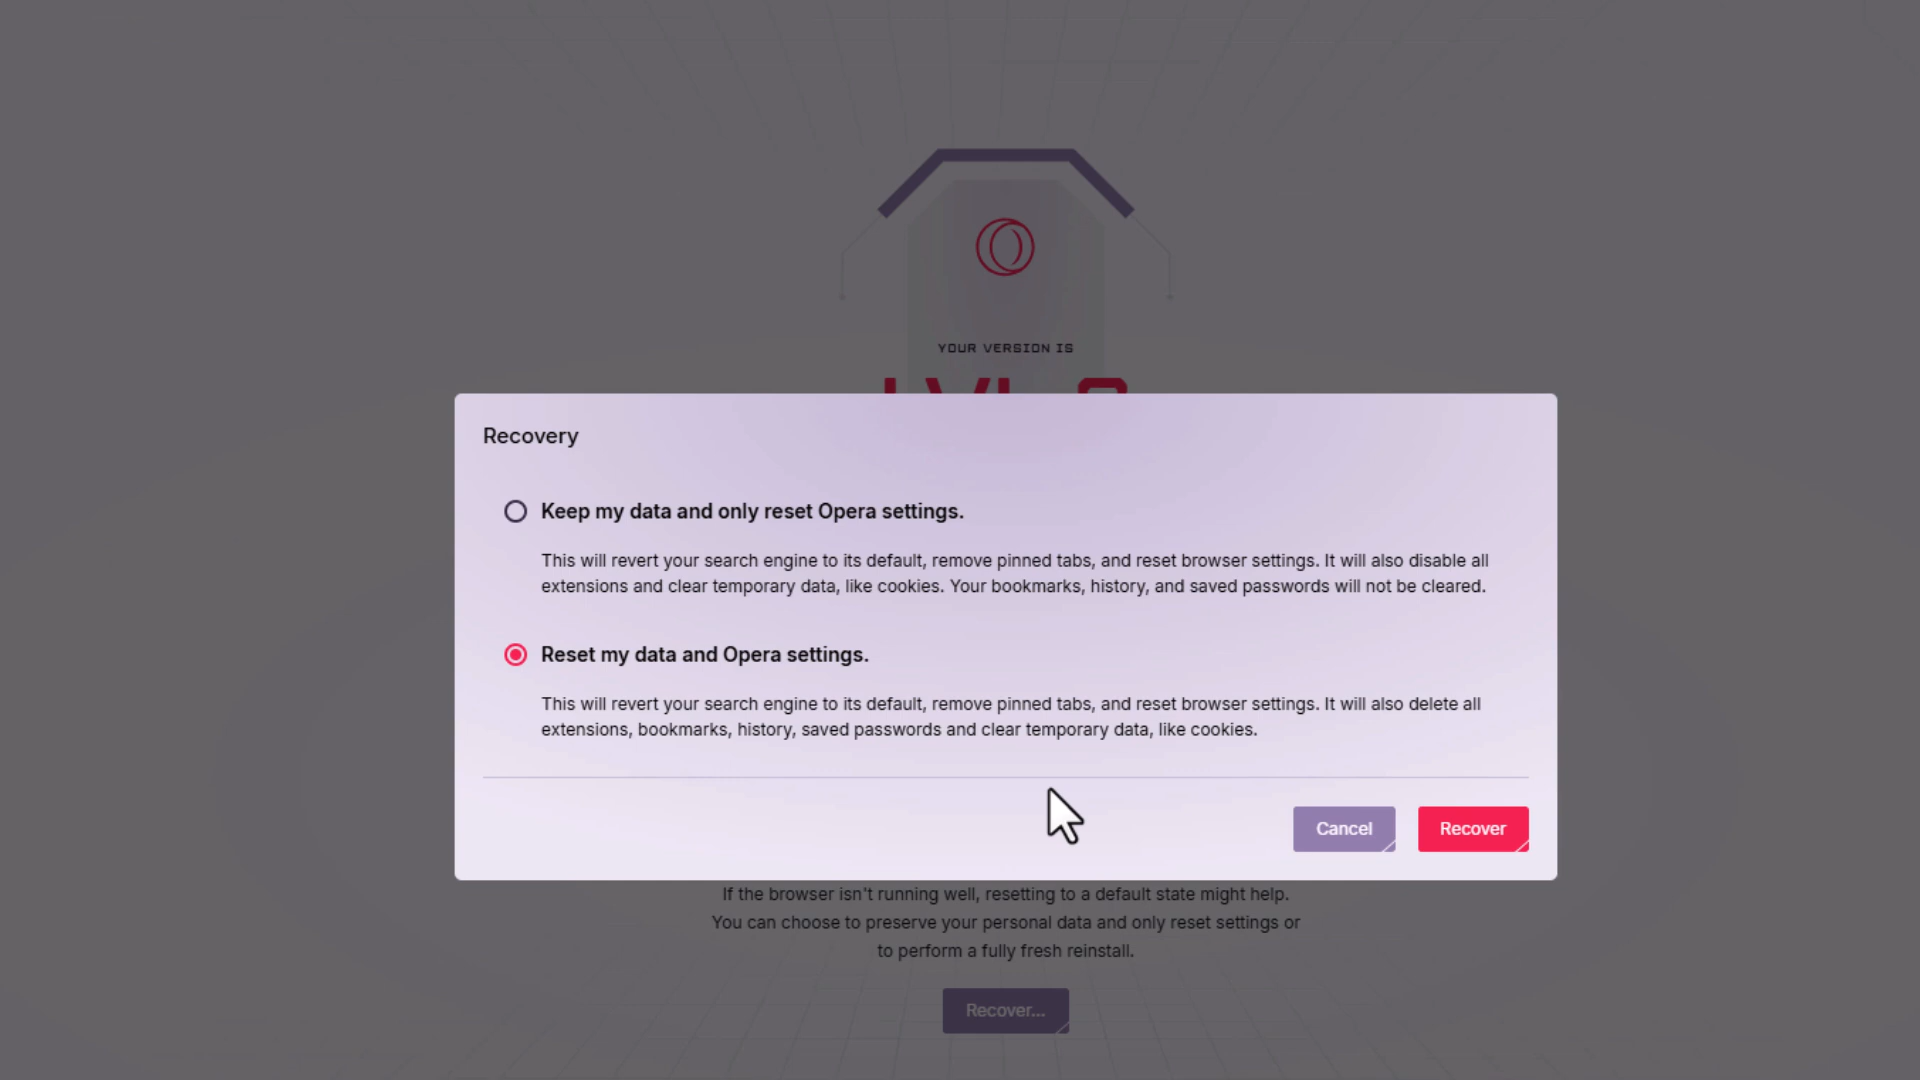 YOUR VERSION IS
Recovery
Keep my data and only reset Opera settings.
This will revert your search engine to its default, remove pinned tabs, and reset browser settings. It will also disable all
extensions and clear temporary data, like cookies. Your bookmarks, history, and saved passwords will not be cleared.
Reset my data and Opera settings.
This will revert your search engine to its default, remove pinned tabs, and reset browser settings. It will also delete all
extensions, bookmarks, history, saved passwords and clear temporary data, like cookies.
Cancel
Recover
If the browser isn't running well, resetting to a default state might help.
You can choose to preserve your personal data and only reset settings or
to perform a fully fresh reinstall.
Recover...